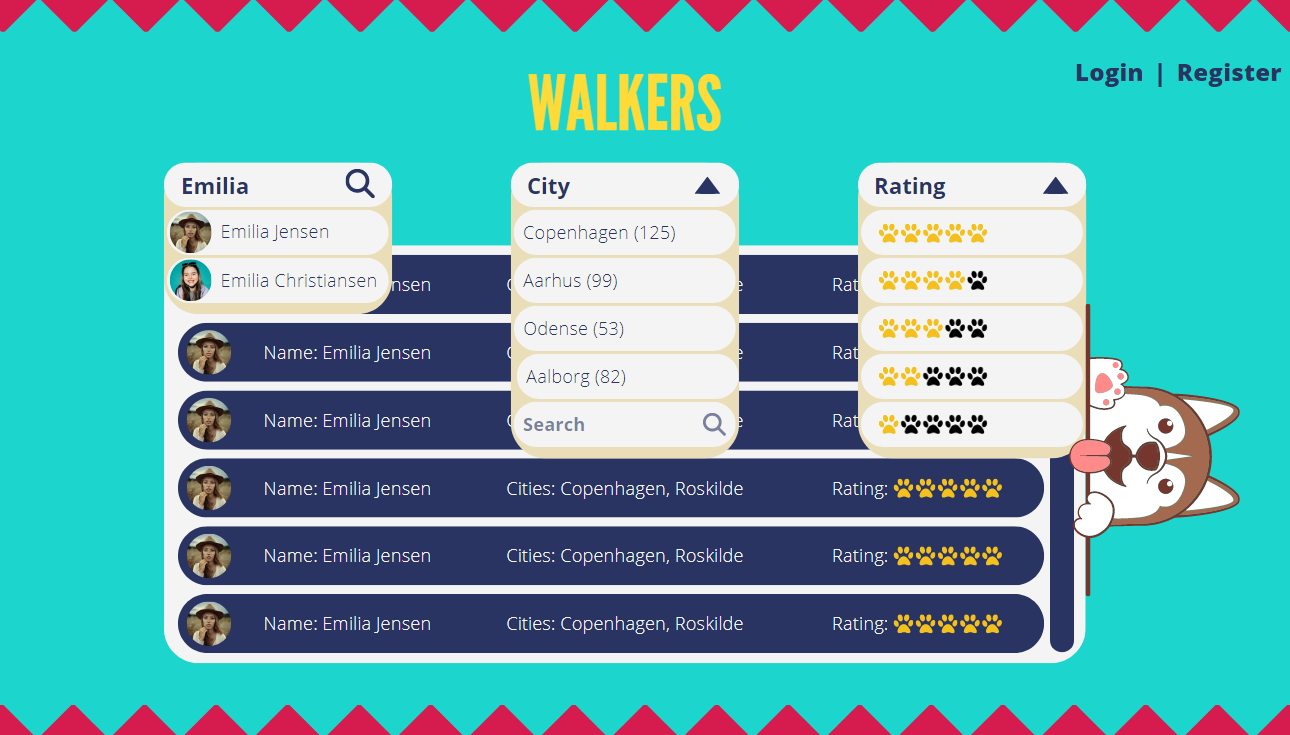 Login | Register
WALKERS
Emilia City Rating
Emilia Jensen Copenhagen (125)
Emilia Christiansen Aarhus (99)
nsen C e Rat
Odense (53)
Name: Emilia Jensen C e Rat
Aalborg (82)
Name: Emilia Jensen C e Rat
Search
Name: Emilia Jensen Cities: Copenhagen, Roskilde Rating:
Name: Emilia Jensen Cities: Copenhagen, Roskilde Rating:
Name: Emilia Jensen Cities: Copenhagen, Roskilde Rating: